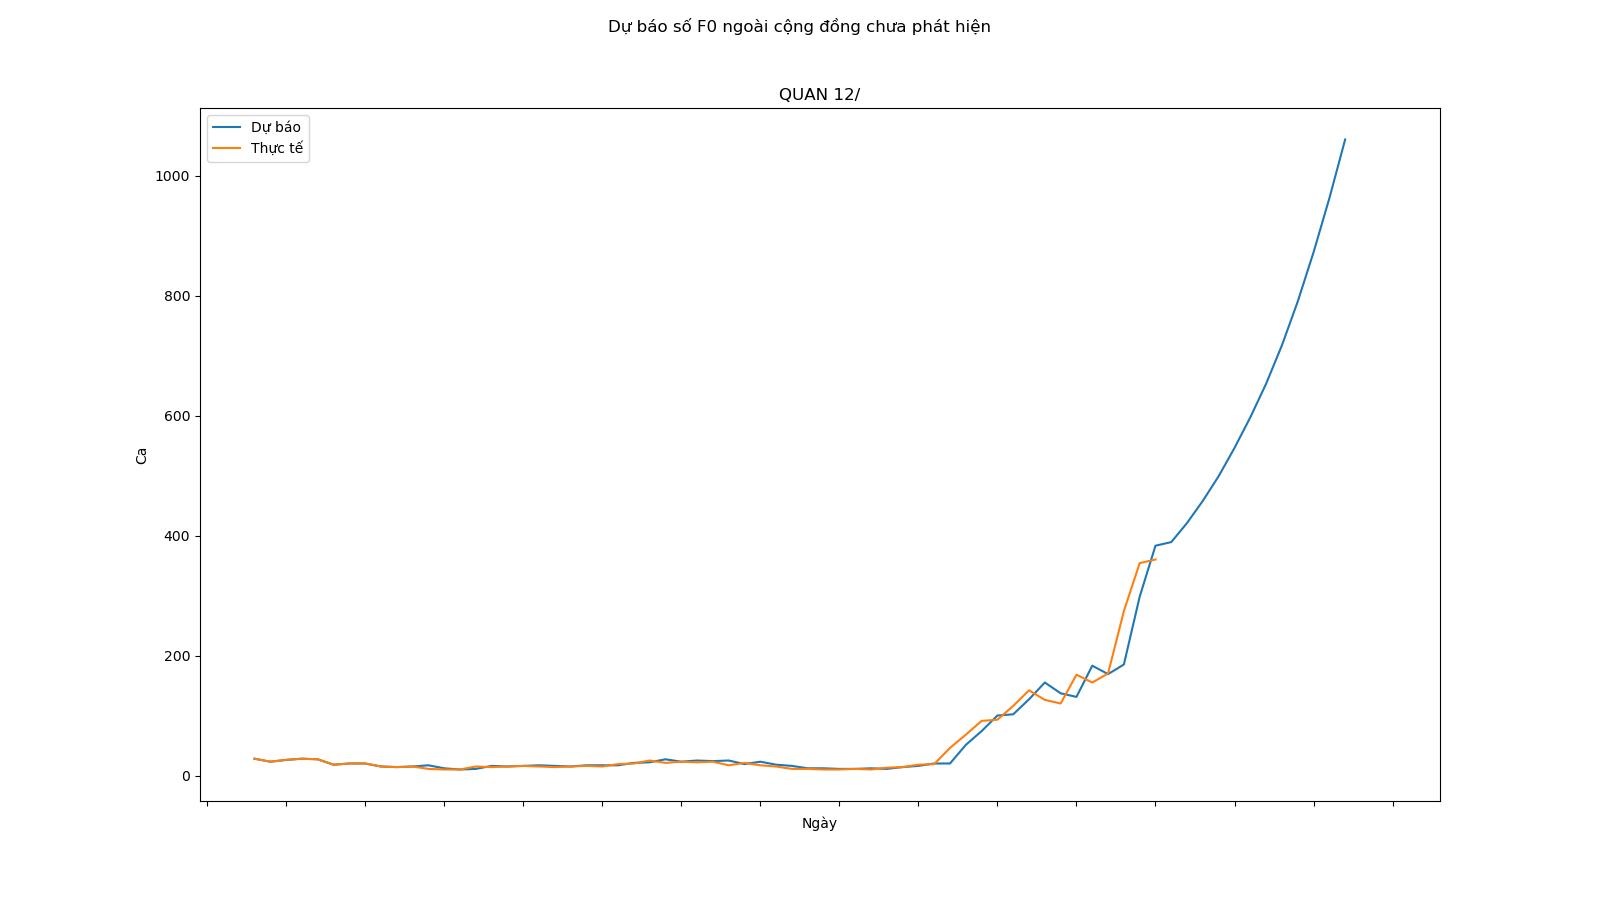 Dự báo số F0 ngoài cộng đồng chưa phát hiện
QUAN 12/
Dự báo
Thực tế
1000
800
600
400
200
0
Ca
Ngày